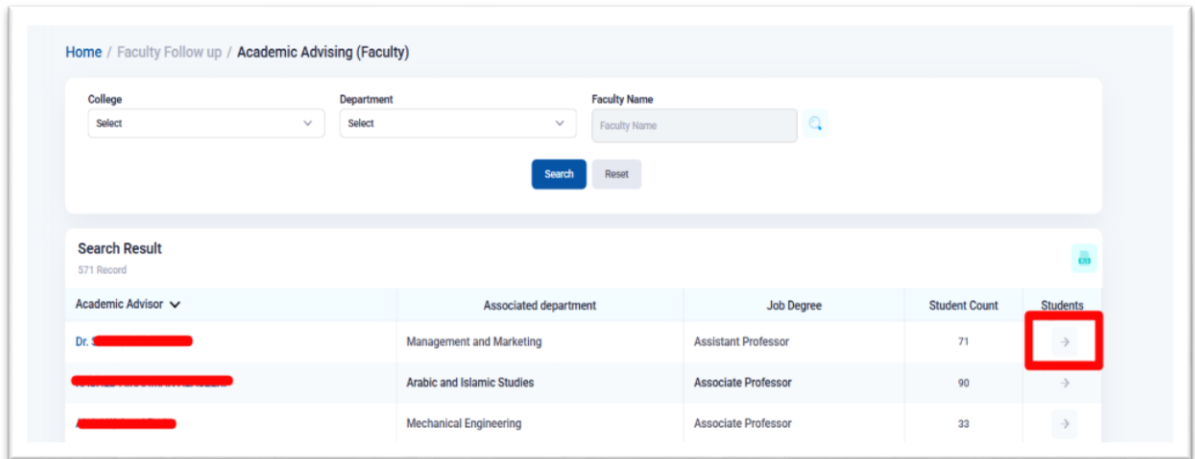 Home / Faculty Follow up / Academic Advising (Faculty)
College Department Faculty Name
Select Select Faculty Name
Search Reset
Search Result
571 Record
Academic Advisor Associated department Job Degree Student Count Students
Dr. Management and Marketing Assistant Professor 71
Arabic and Islamic Studies Associate Professor 90
Mechanical Engineering Associate Professor 33